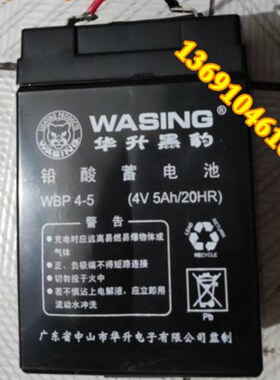 136910461
WASING®
华升黑豹
铅酸蓄电池
WBP 4-5 (4V 5Ah/20HR)
警告
充电时应远离易燃易爆物体或气体
正、负极端不得短路连接
切勿投于火中
若不慎沾上电解液，应立即用流动水冲洗
RECYCLE
Pb
广东省中山市华升电子有限公司监制